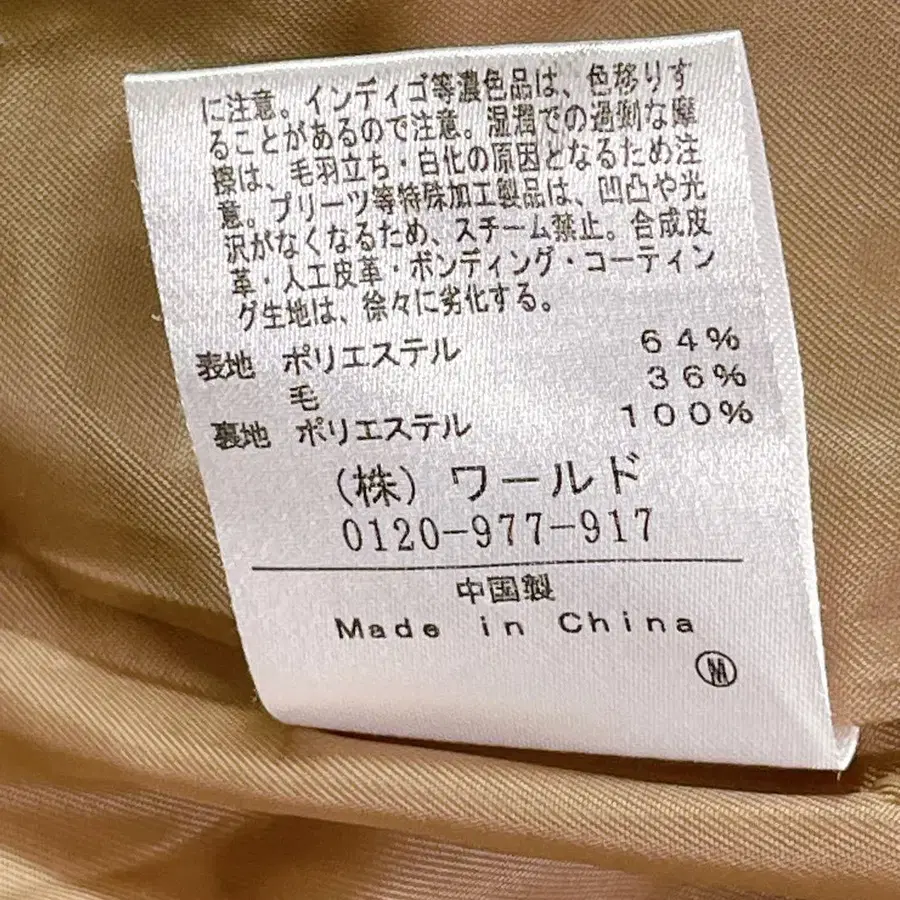 に注意。インディゴ等濃色品は、色移りす
ることがあるので注意。湿潤での過剰な摩
擦は、毛羽立ち・白化の原因となるため注
意。プリーツ等特殊加工製品は、凹凸や光
沢がなくなるため、スチーム禁止。合成皮
革・人工皮革・ボンディング・コーティン
グ生地は、徐々に劣化する。
表地 ポリエステル 64%
毛 36%
裏地 ポリエステル 100%
(株) ワールド
0120-977-917
中国製
Made in China
M